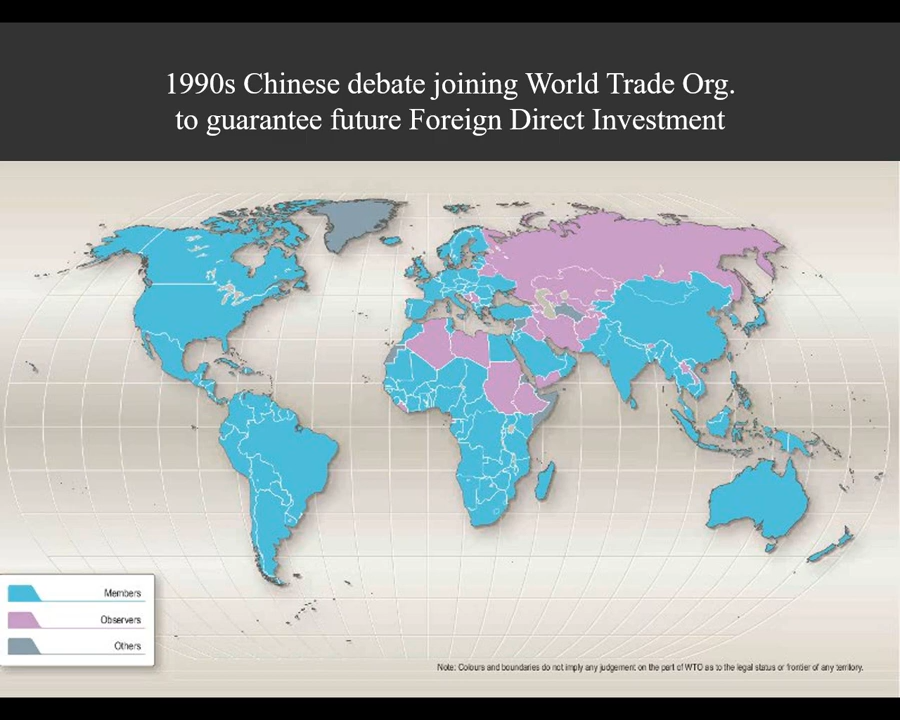 1990s Chinese debate joining World Trade Org.
to guarantee future Foreign Direct Investment
Members
Observers
Others
Note: Colours and boundaries do not imply any judgement on the part of WTO as to the legal status or frontier of any territory.